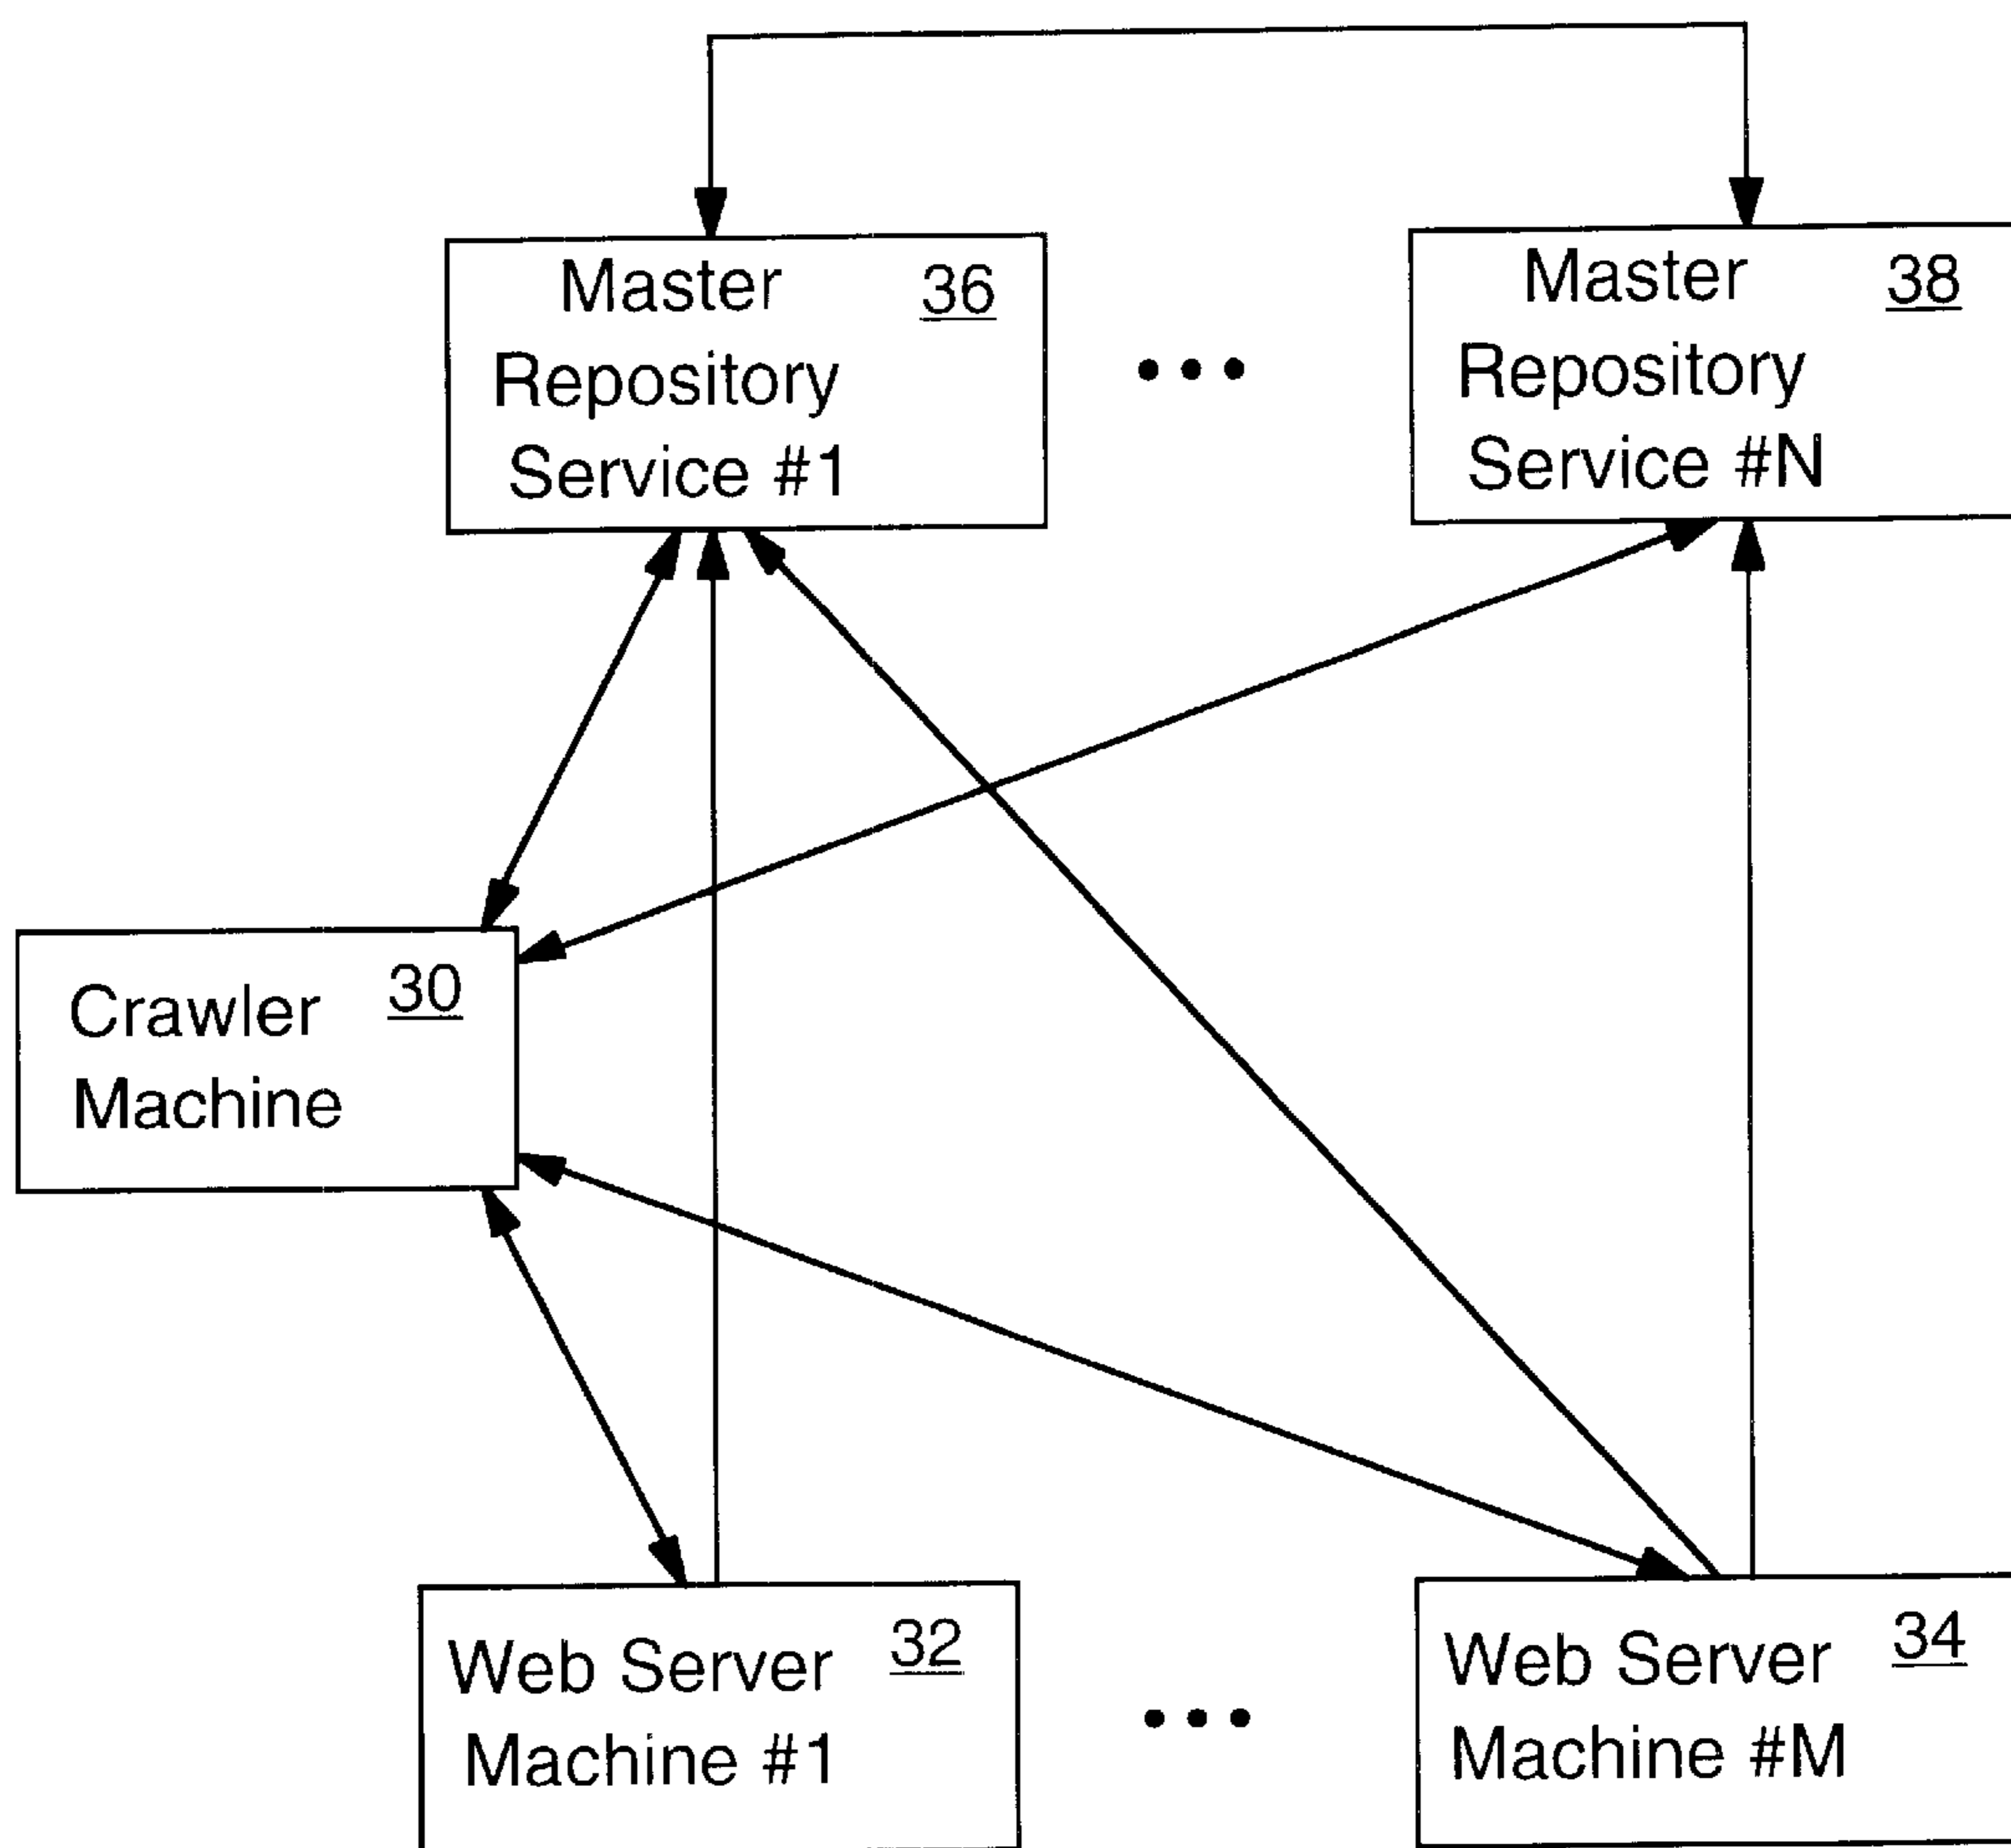 Master 36
Repository
Service #1
Master 38
Repository
Service #N
Crawler 30
Machine
Web Server 32
Machine #1
Web Server 34
Machine #M